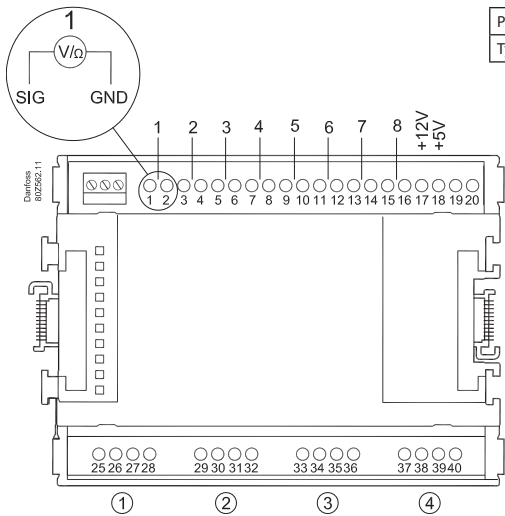 1
V/Ω
SIG GND
P
T
1 2 3 4 5 6 7 8 +12V +5V
Danfoss
80Z562.11
1 2 3 4 5 6 7 8 9 10 11 12 13 14 15 16 17 18 19 20
25 26 27 28 29 30 31 32 33 34 35 36 37 38 39 40
① ② ③ ④